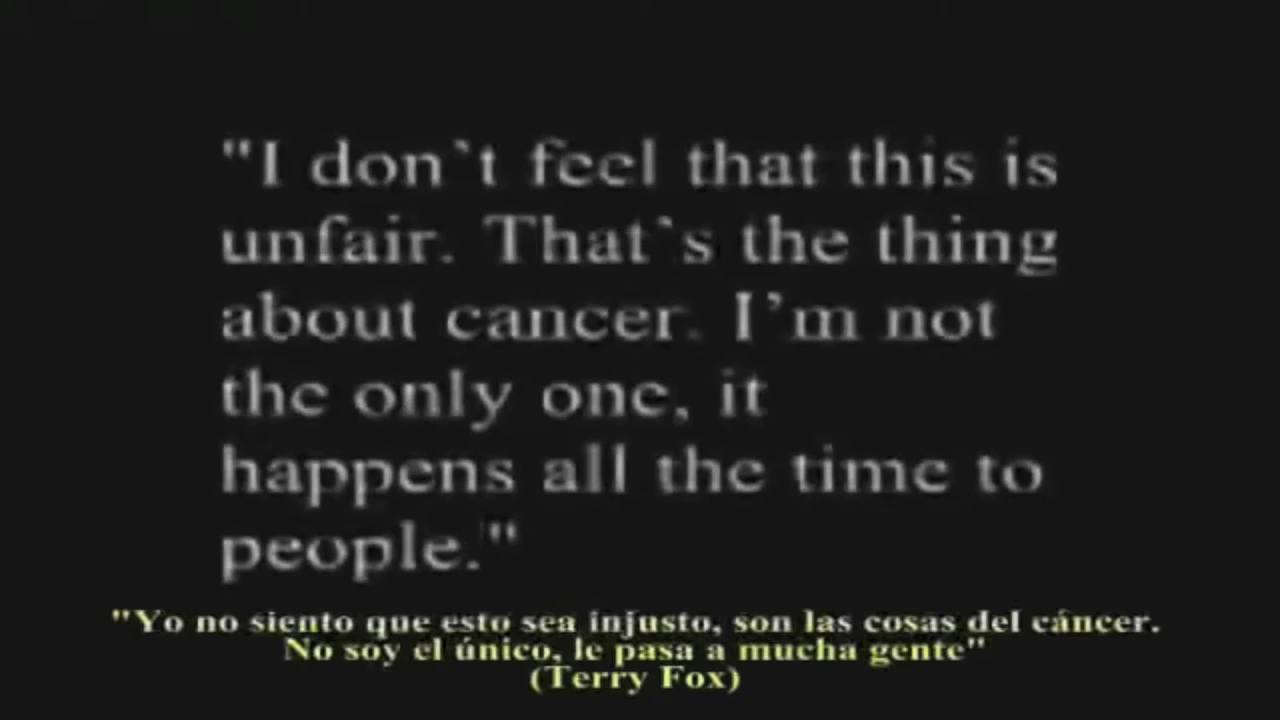 "I don`t feel that this is
unfair. That`s the thing
about cancer. I'm not
the only one, it
happens all the time to
people."
"Yo no siento que esto sea injusto, son las cosas del cáncer.
No soy el único, le pasa a mucha gente"
(Terry Fox)